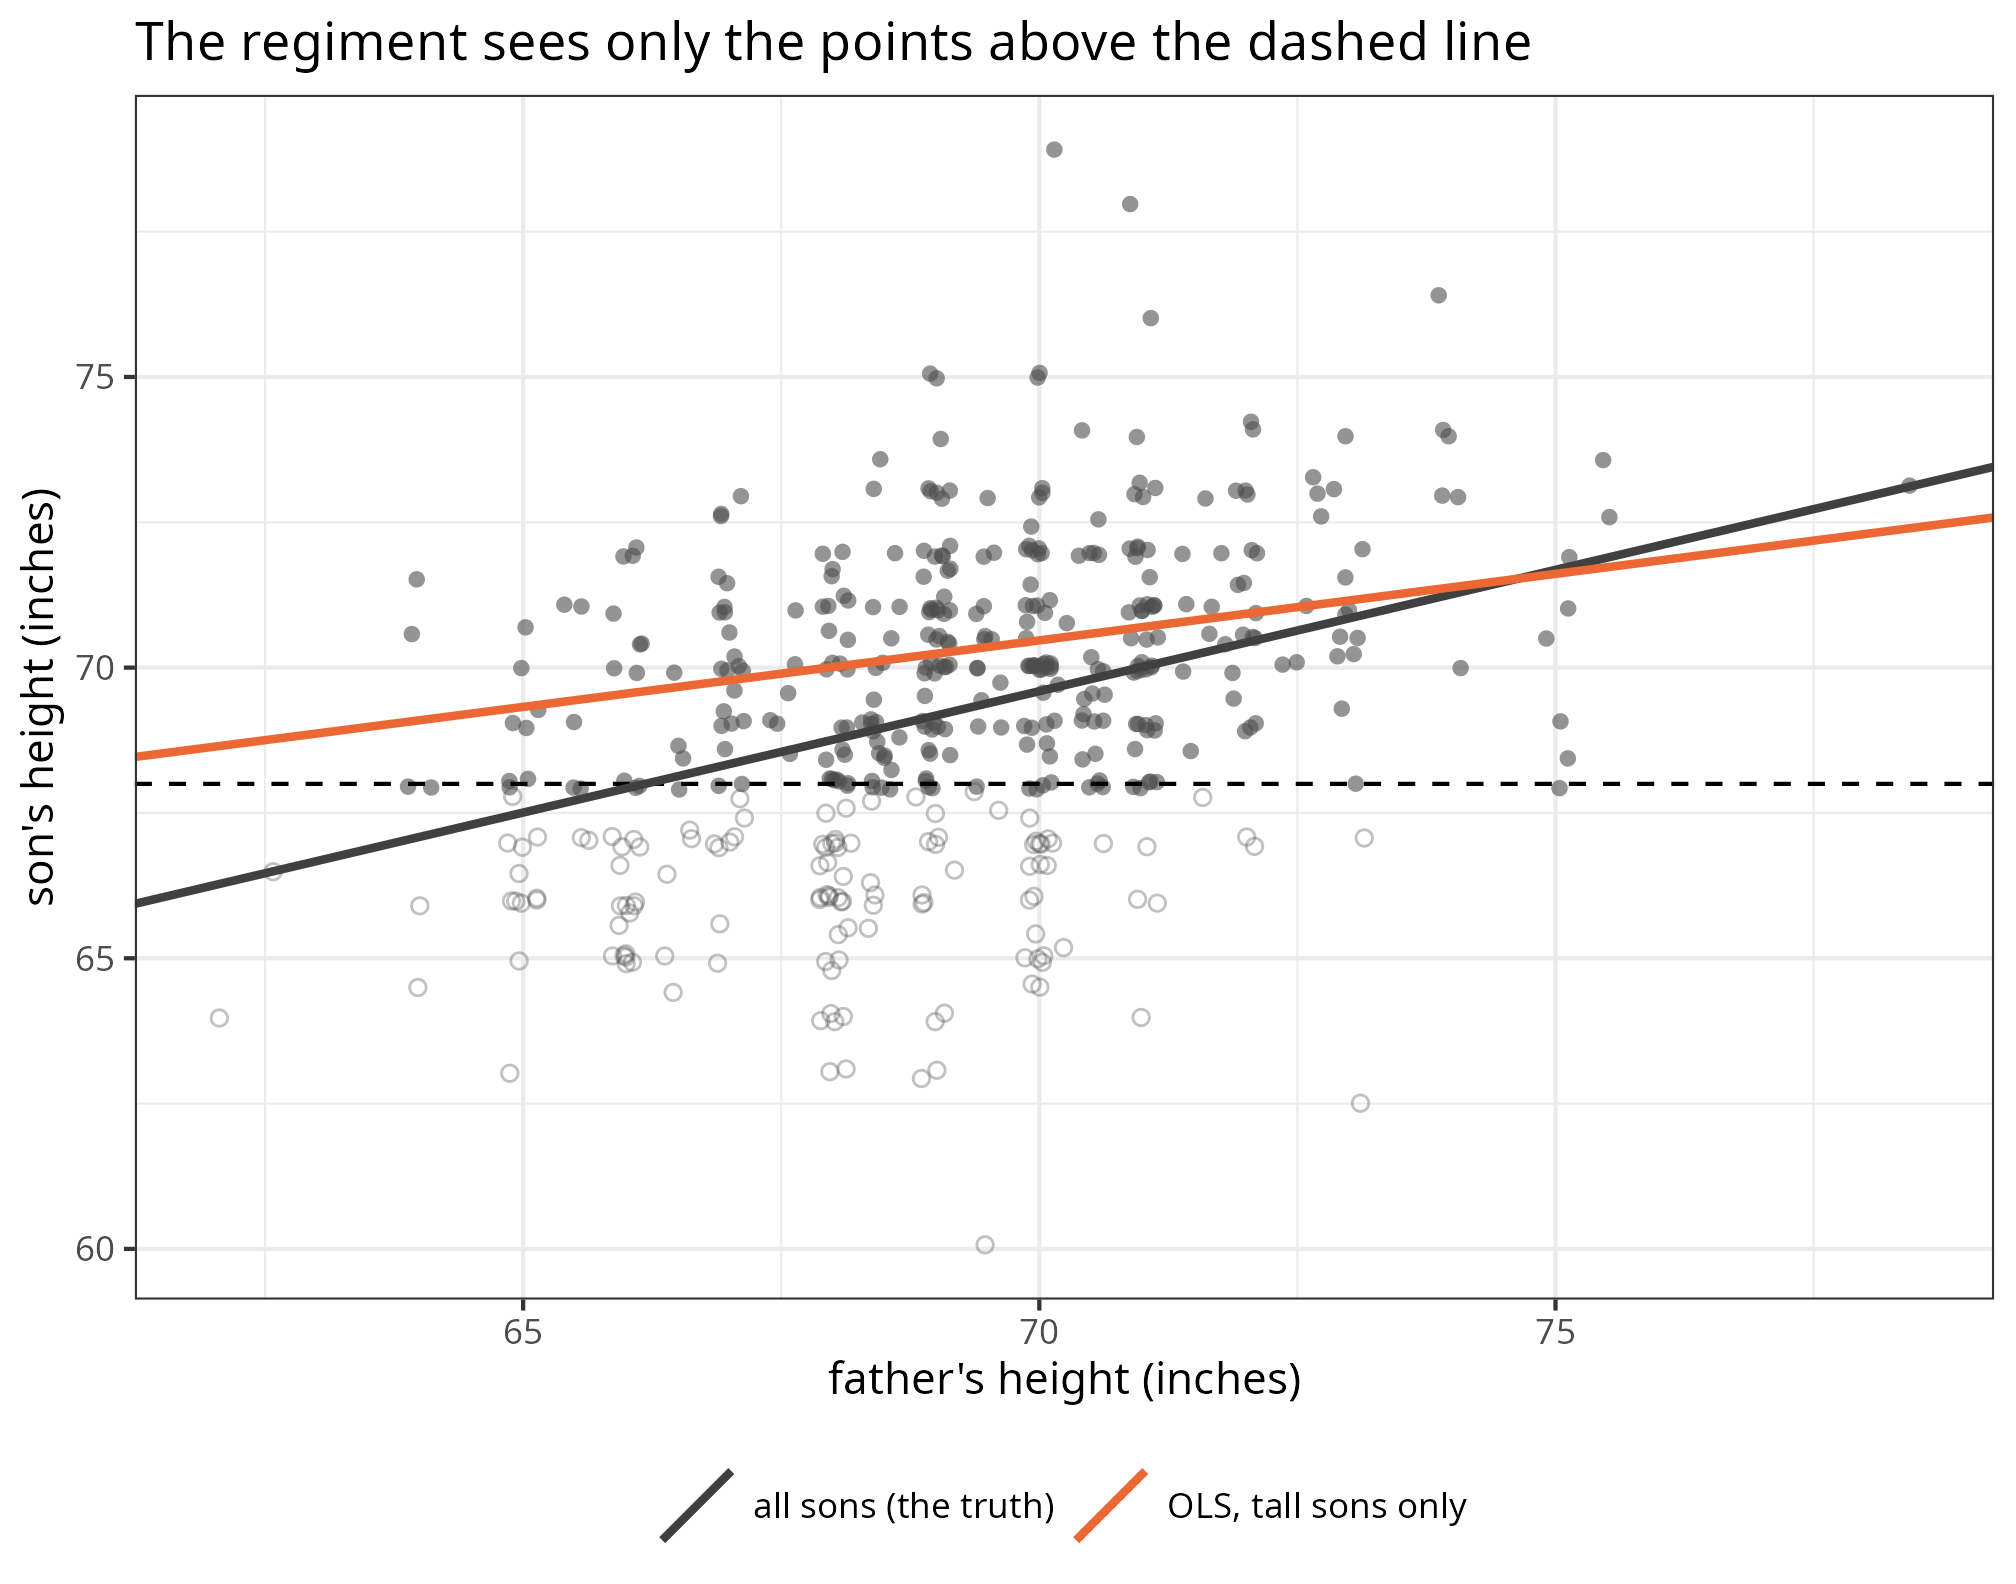 The regiment sees only the points above the dashed line
son's height (inches)
75
70
65
60
65
70
75
father's height (inches)
all sons (the truth)
OLS, tall sons only